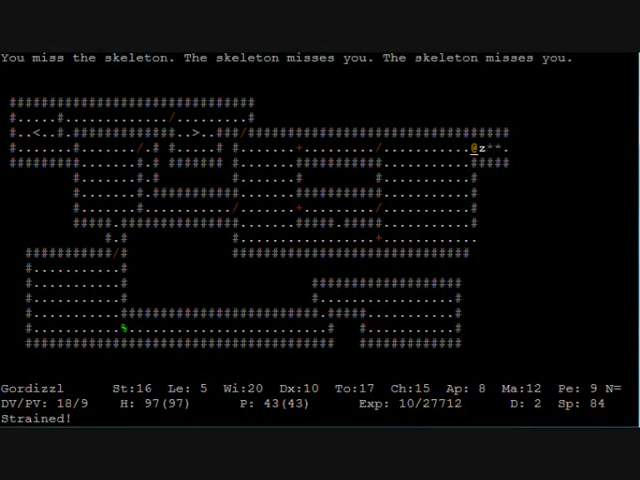 You miss the skeleton. The skeleton misses you. The skeleton misses you.
Gordizzl St:16 Le: 5 Wi:20 Dx:10 To:17 Ch:15 Ap: 8 Ma:12 Pe: 9 N=
DV/PV: 18/9 H: 97(97) P: 43(43) Exp: 10/27712 D: 2 Sp: 84
Strained!